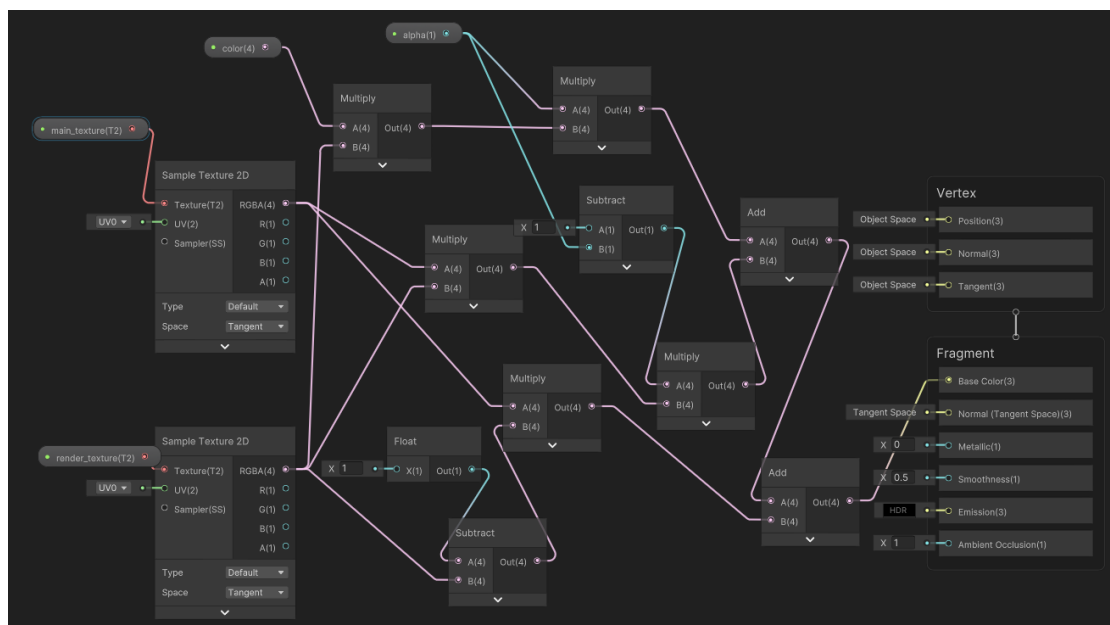 color(4)
alpha(1)
main_texture(T2)
Multiply
A(4) Out(4)
B(4)
Multiply
A(4) Out(4)
B(4)
Sample Texture 2D
Texture(T2) RGBA(4)
UV0 UV(2) R(1)
Sampler(SS) G(1)
B(1)
A(1)
Type Default
Space Tangent
Multiply
A(4) Out(4)
B(4)
Subtract
X 1 A(1) Out(1)
B(1)
Add
A(4) Out(4)
B(4)
Multiply
A(4) Out(4)
B(4)
Multiply
A(4) Out(4)
B(4)
render_texture(T2)
Sample Texture 2D
Texture(T2) RGBA(4)
UV0 UV(2) R(1)
Sampler(SS) G(1)
B(1)
A(1)
Type Default
Space Tangent
Float
X 1 X(1) Out(1)
Subtract
A(4) Out(4)
B(4)
Add
A(4) Out(4)
B(4)
Vertex
Object Space Position(3)
Object Space Normal(3)
Object Space Tangent(3)
Fragment
Base Color(3)
Tangent Space Normal (Tangent Space)(3)
X 0 Metallic(1)
X 0.5 Smoothness(1)
HDR Emission(3)
X 1 Ambient Occlusion(1)